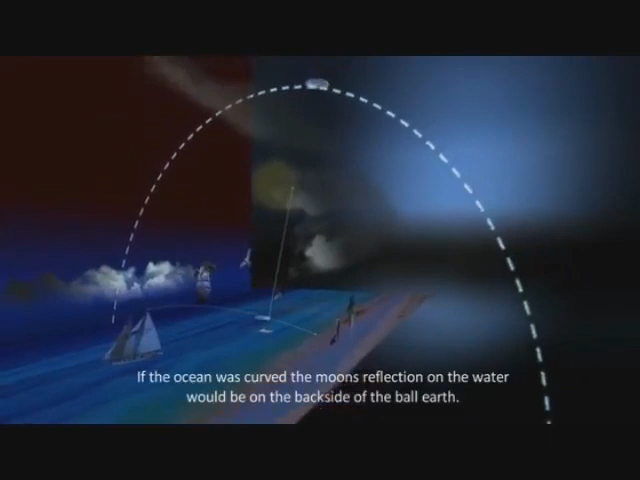 If the ocean was curved the moons reflection on the water
would be on the backside of the ball earth.